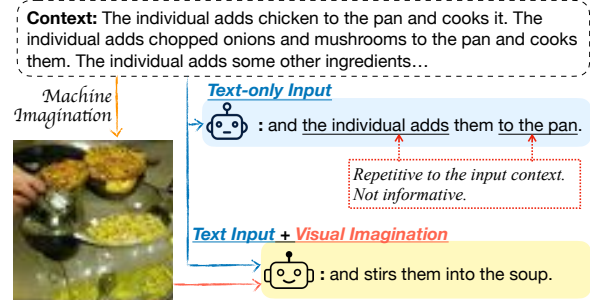 Context: The individual adds chicken to the pan and cooks it. The
individual adds chopped onions and mushrooms to the pan and cooks
them. The individual adds some other ingredients…
Machine
Imagination
Text-only Input
: and the individual adds them to the pan.
Repetitive to the input context.
Not informative.
Text Input + Visual Imagination
: and stirs them into the soup.